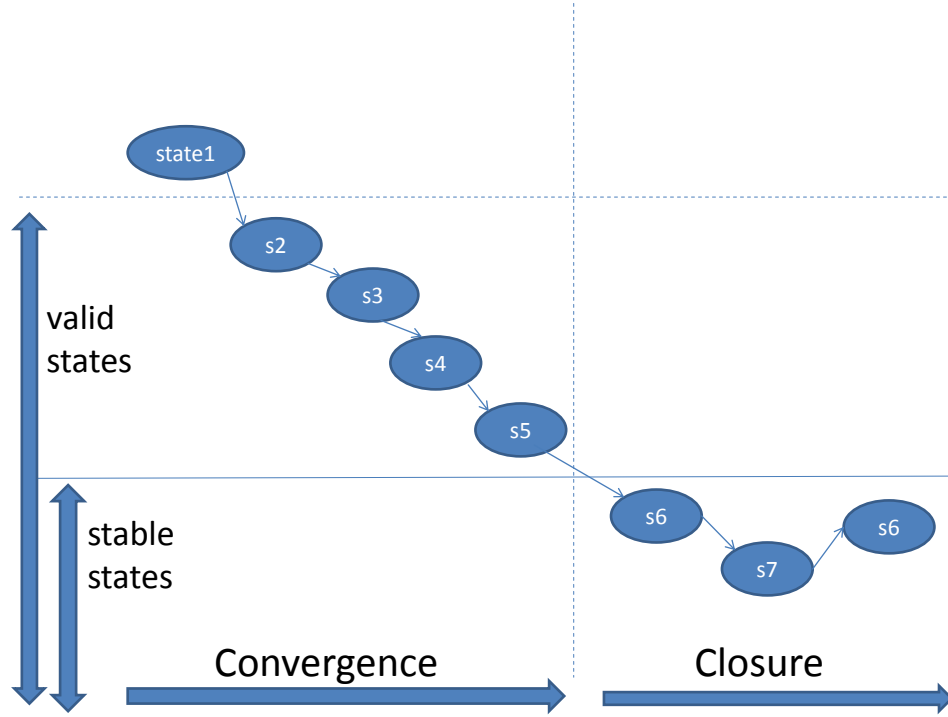 state1
s2
s3
s4
s5
s6
s7
s6
valid
states
stable
states
Convergence
Closure